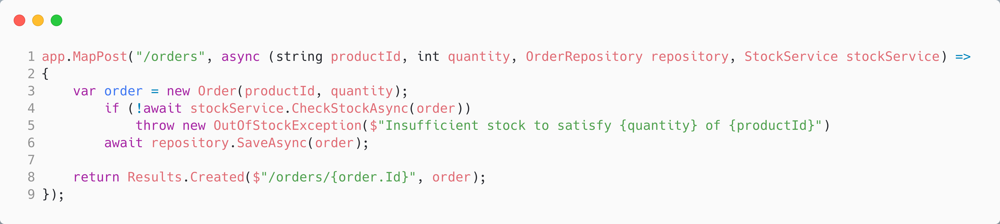 1 app.MapPost("/orders", async (string productId, int quantity, OrderRepository repository, StockService stockService) =>
2 {
3     var order = new Order(productId, quantity);
4         if (!await stockService.CheckStockAsync(order))
5             throw new OutOfStockException($"Insufficient stock to satisfy {quantity} of {productId}")
6         await repository.SaveAsync(order);
7
8     return Results.Created($"/orders/{order.Id}", order);
9 });